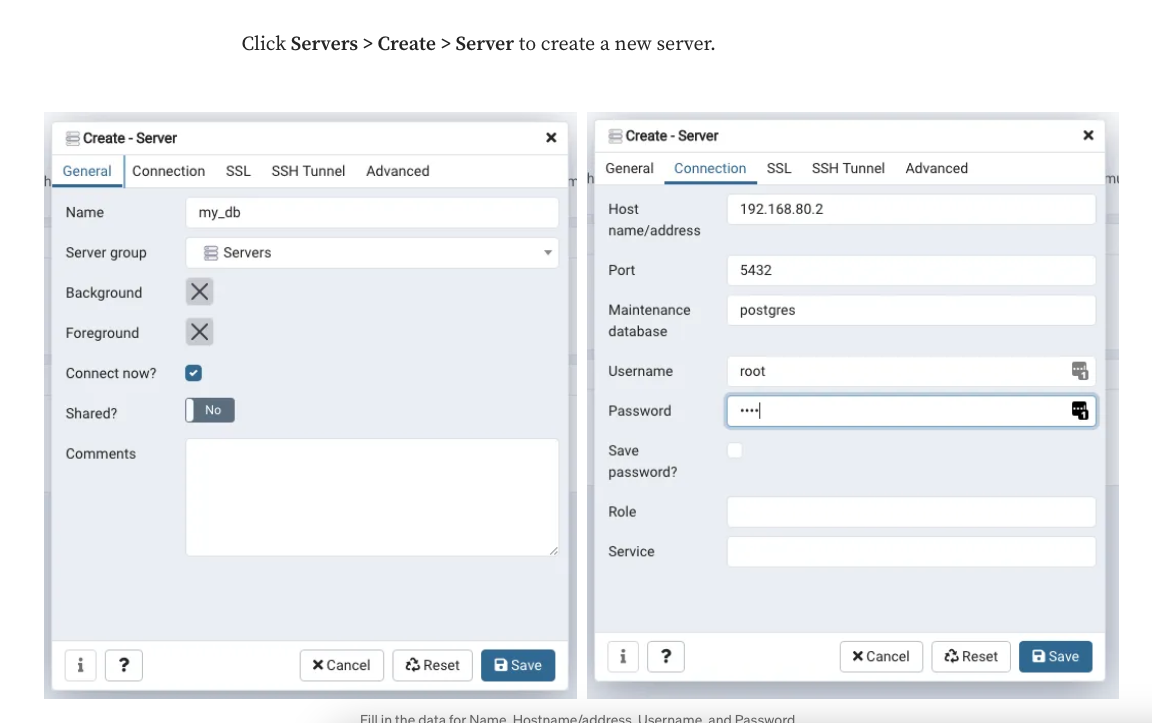 Click Servers > Create > Server to create a new server.
Create - Server
General Connection SSL SSH Tunnel Advanced
Name my_db
Server group Servers
Background
Foreground
Connect now?
Shared? No
Comments
i ? Cancel Reset Save
Create - Server
General Connection SSL SSH Tunnel Advanced
Host
name/address
192.168.80.2
Port 5432
Maintenance
database
postgres
Username root
Password ••••
Save
password?
Role
Service
i ? Cancel Reset Save
Fill in the data for Name, Hostname/address, Username, and Password